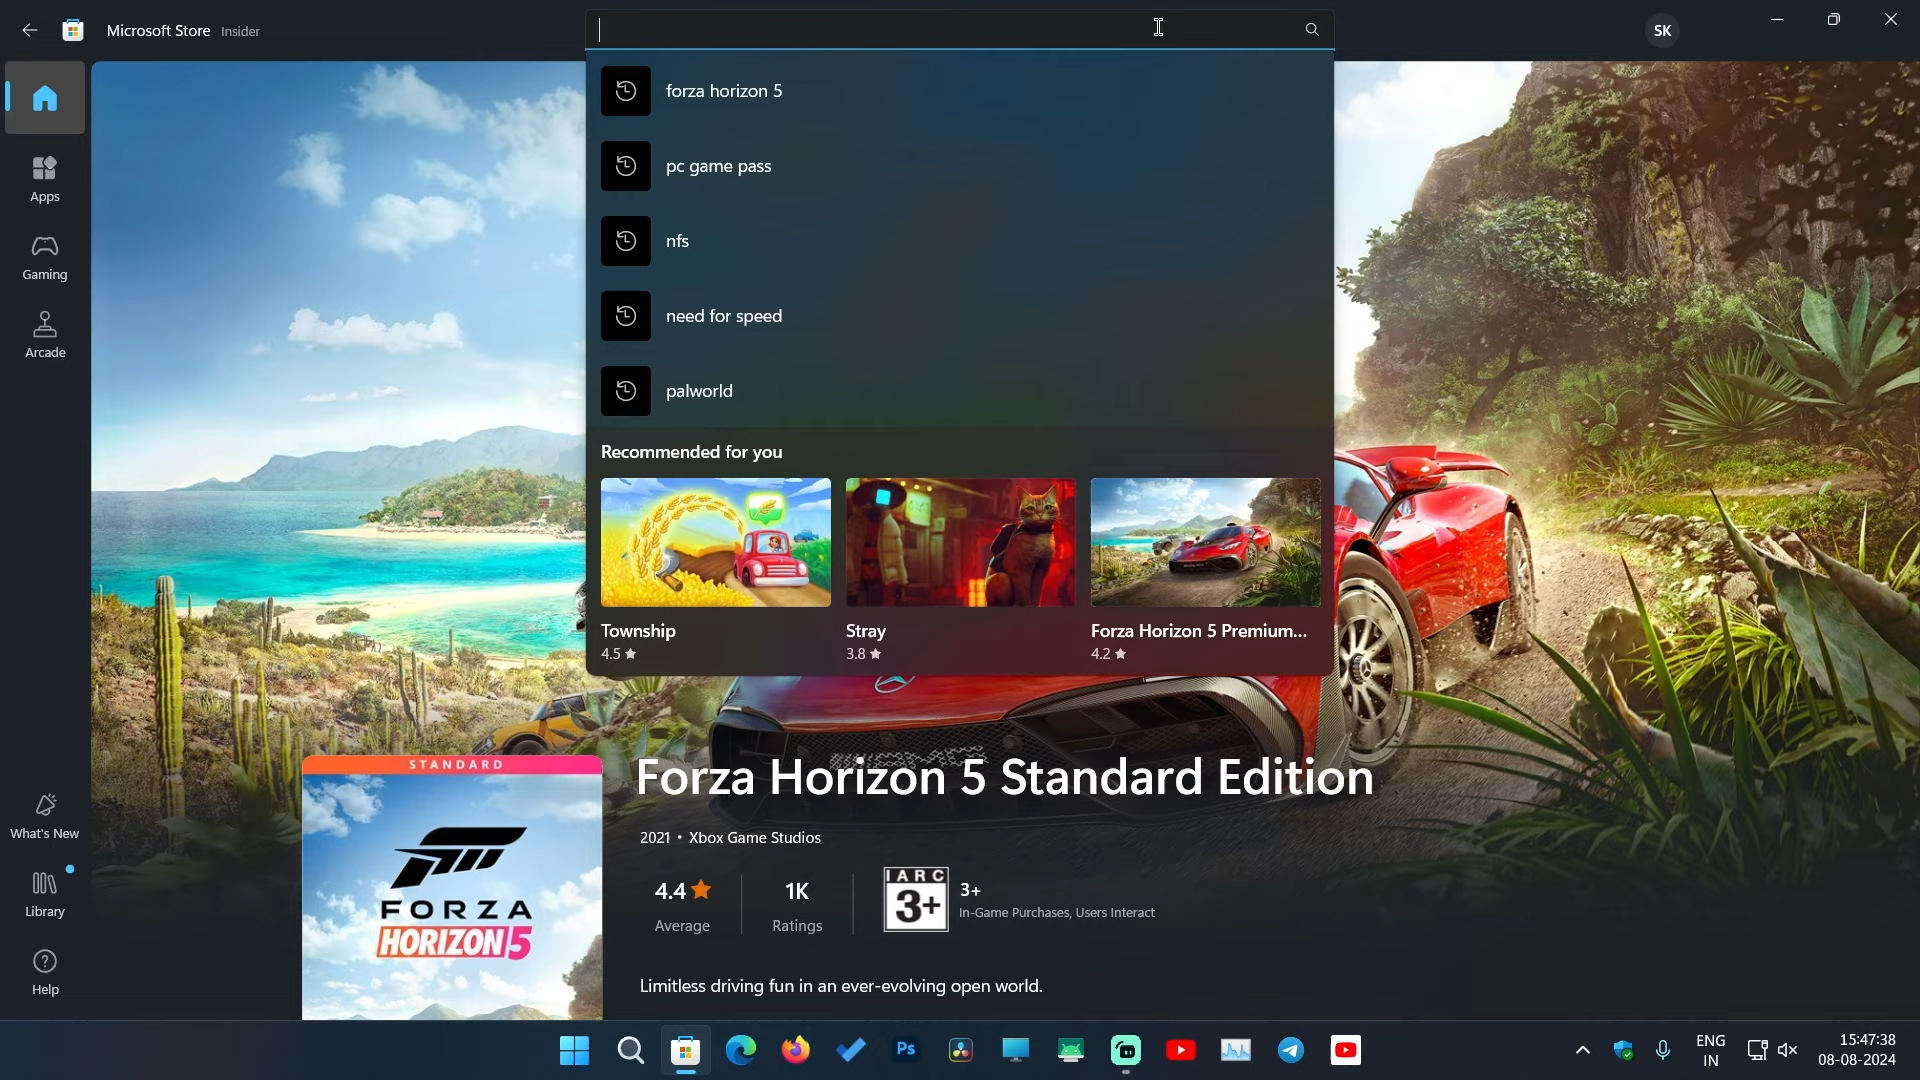 Microsoft Store Insider
SK
forza horizon 5
pc game pass
nfs
need for speed
palworld
Recommended for you
Township
4.5
Stray
3.8
Forza Horizon 5 Premium...
4.2
Apps
Gaming
Arcade
What's New
Library
Help
STANDARD
FORZA
HORIZON 5
Forza Horizon 5 Standard Edition
2021 • Xbox Game Studios
4.4
Average
1K
Ratings
IARC
3+
3+
In-Game Purchases, Users Interact
Limitless driving fun in an ever-evolving open world.
Ps
ENG
IN
15:47:38
08-08-2024